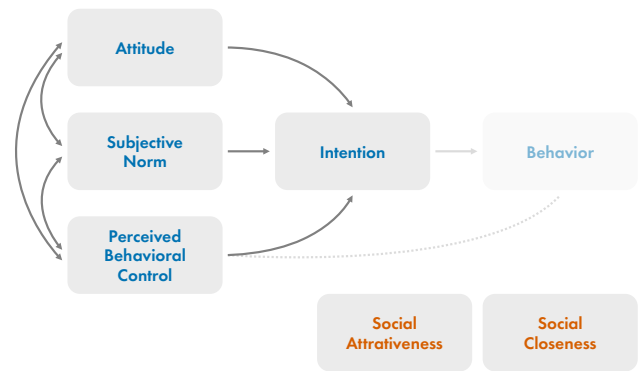 Attitude
Subjective
Norm
Intention
Behavior
Perceived
Behavioral
Control
Social
Attrativeness
Social
Closeness